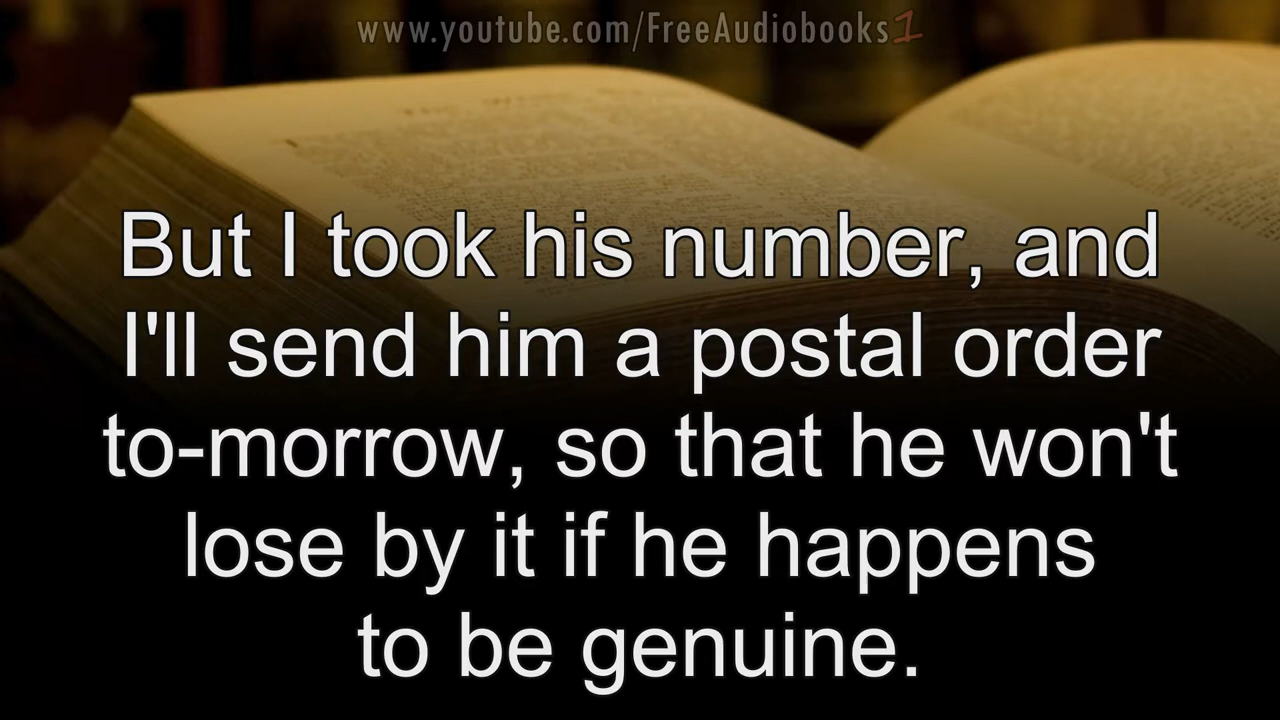 www.youtube.com/FreeAudiobooks1
But I took his number, and
I'll send him a postal order
to-morrow, so that he won't
lose by it if he happens
to be genuine.